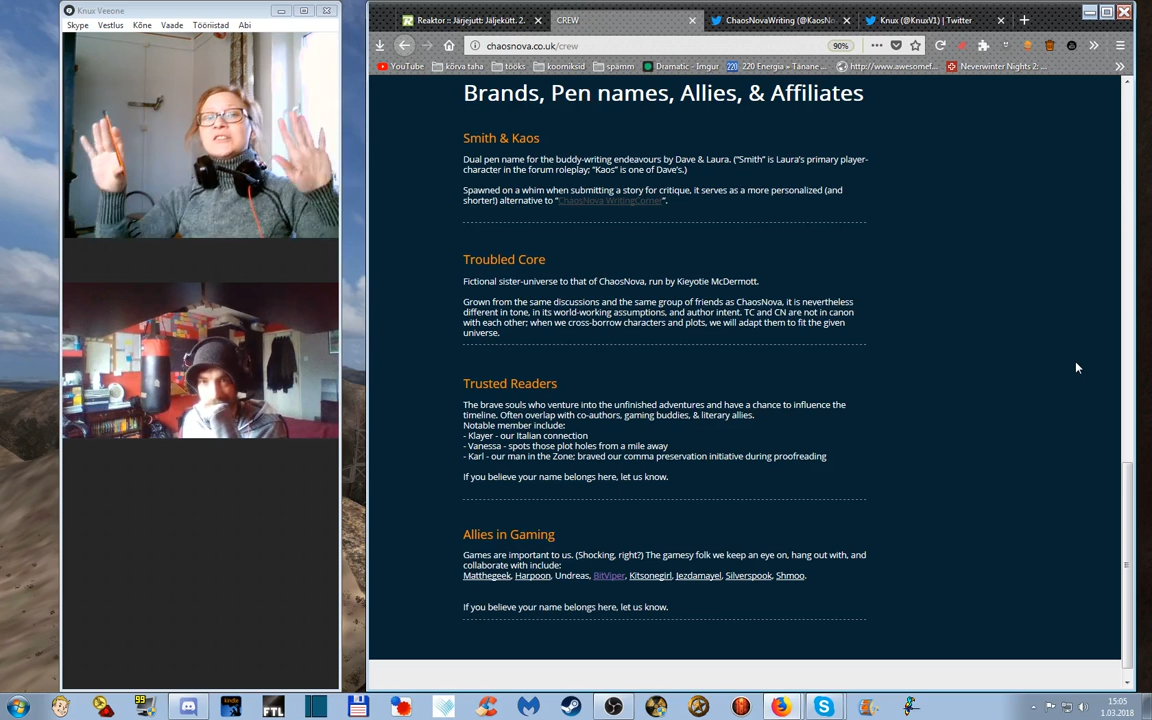 Knux Veeone
Skype Vestlus Kõne Vaade Tööriistad Abi
Reaktor :: Järjejutt: Jäljekütt. 2.
CREW
ChaosNovaWriting (@KaosNo
Knux (@KnuxV1) | Twitter
chaosnova.co.uk/crew
90%
YouTube
kõrva taha
tööks
koomiksid
spämm
Dramatic - Imgur
220 Energia » Tänane ...
http://www.awesomef...
Neverwinter Nights 2: ...
Brands, Pen names, Allies, & Affiliates
Smith & Kaos
Dual pen name for the buddy-writing endeavours by Dave & Laura. ("Smith" is Laura's primary player-
character in the forum roleplay; "Kaos" is one of Dave's.)
Spawned on a whim when submitting a story for critique, it serves as a more personalized (and
shorter!) alternative to "ChaosNova WritingCorner".
Troubled Core
Fictional sister-universe to that of ChaosNova, run by Kieyotie McDermott.
Grown from the same discussions and the same group of friends as ChaosNova, it is nevertheless
different in tone, in its world-working assumptions, and author intent. TC and CN are not in canon
with each other; when we cross-borrow characters and plots, we will adapt them to fit the given
universe.
Trusted Readers
The brave souls who venture into the unfinished adventures and have a chance to influence the
timeline. Often overlap with co-authors, gaming buddies, & literary allies.
Notable member include:
- Klayer - our Italian connection
- Vanessa - spots those plot holes from a mile away
- Karl - our man in the Zone; braved our comma preservation initiative during proofreading
If you believe your name belongs here, let us know.
Allies in Gaming
Games are important to us. (Shocking, right?) The gamesy folk we keep an eye on, hang out with, and
collaborate with include:
Matthegeek, Harpoon, Undreas, BitViper, Kitsonegirl, Jezdamayel, Silverspook, Shmoo.
If you believe your name belongs here, let us know.
99
kindle
FTL
15:05
1.03.2018